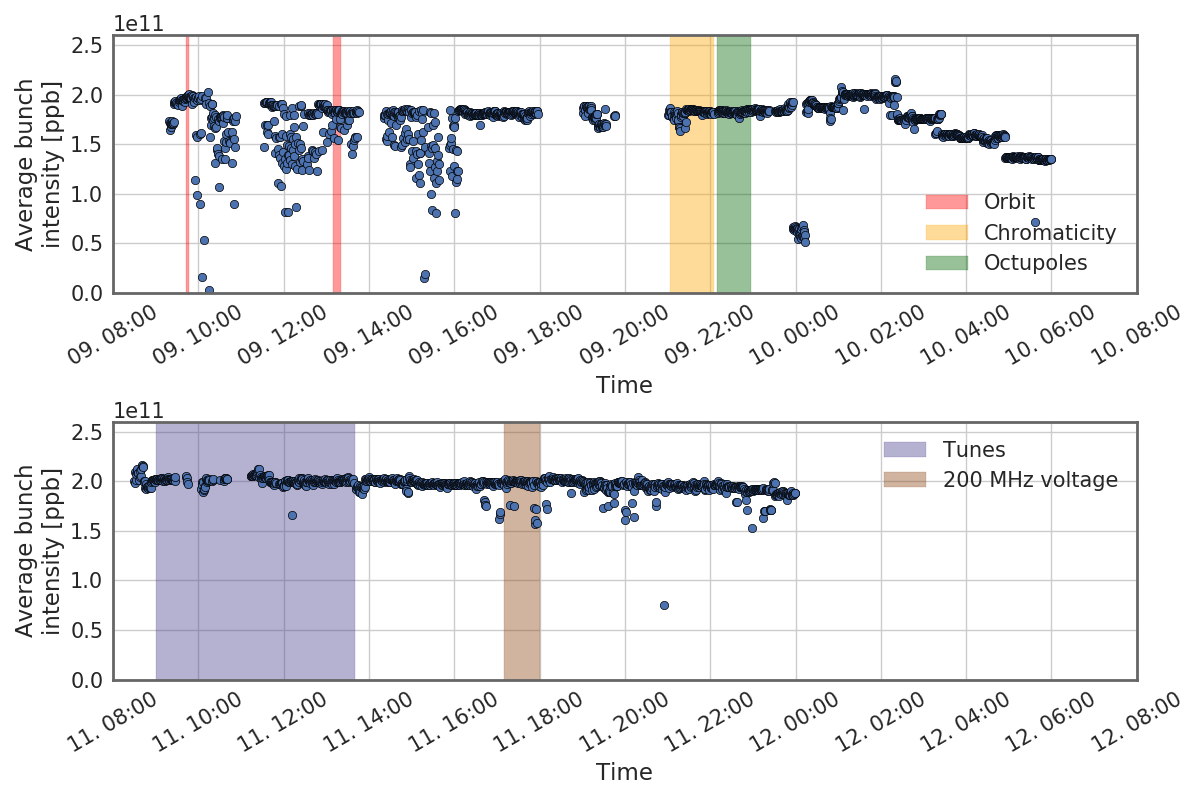 1e11
Average bunch
intensity [ppb]
2.5
2.0
1.5
1.0
0.5
0.0
Orbit
Chromaticity
Octupoles
09. 08:00
09. 10:00
09. 12:00
09. 14:00
09. 16:00
09. 18:00
09. 20:00
09. 22:00
10. 00:00
10. 02:00
10. 04:00
10. 06:00
10. 08:00
Time
1e11
Average bunch
intensity [ppb]
2.5
2.0
1.5
1.0
0.5
0.0
Tunes
200 MHz voltage
11. 08:00
11. 10:00
11. 12:00
11. 14:00
11. 16:00
11. 18:00
11. 20:00
11. 22:00
12. 00:00
12. 02:00
12. 04:00
12. 06:00
12. 08:00
Time